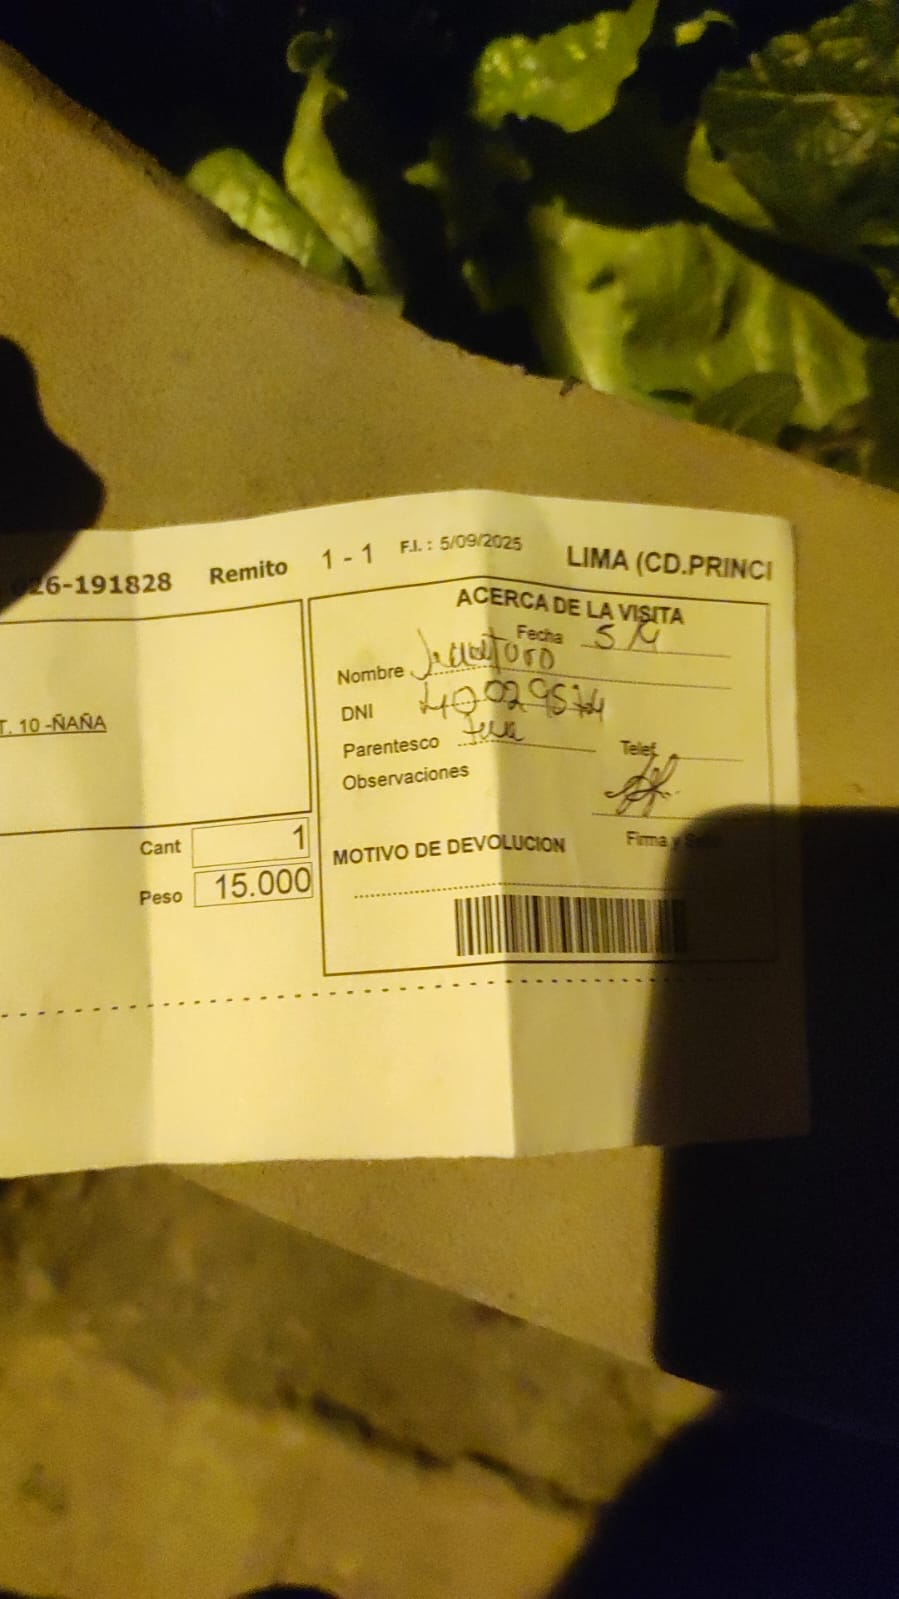 26-191828 Remito 1 - 1 F.I. : 5/09/2025 LIMA (CD.PRINCI
ACERCA DE LA VISITA
Fecha
Nombre
T. 10 -ÑAÑA
DNI
Parentesco Telef.
Observaciones
Cant 1
MOTIVO DE DEVOLUCION Firma y
Peso 15.000